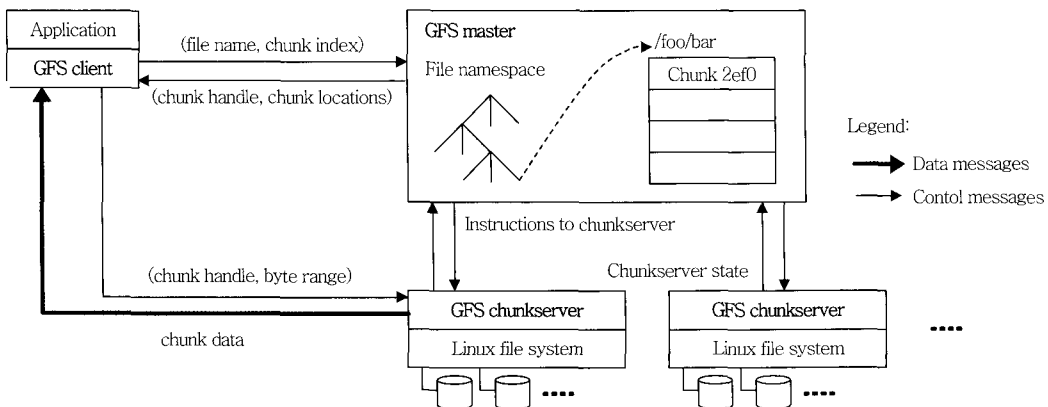 Application
GFS client
(file name, chunk index)
(chunk handle, chunk locations)
GFS master
File namespace
/foo/bar
Chunk 2ef0
Legend:
Data messages
Contol messages
Instructions to chunkserver
Chunkserver state
(chunk handle, byte range)
chunk data
GFS chunkserver
Linux file system
GFS chunkserver
Linux file system